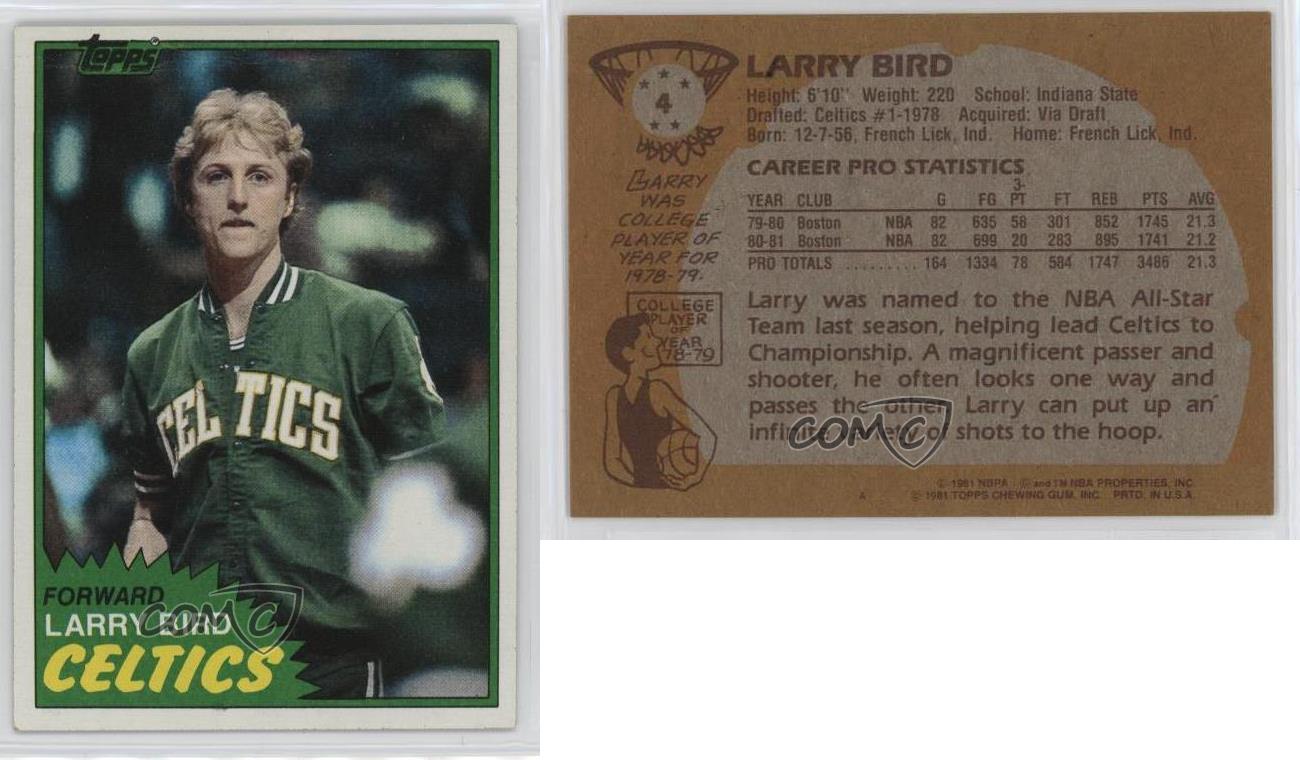 Topps
CELTICS
FORWARD
LARRY BIRD
CELTICS
COMC
4
LARRY BIRD
Height: 6'10" Weight: 220 School: Indiana State
Drafted: Celtics #1-1978 Acquired: Via Draft
Born: 12-7-56, French Lick, Ind. Home: French Lick, Ind.
LARRY
WAS
COLLEGE
PLAYER OF
YEAR FOR
1978-79.
COLLEGE
PLAYER
OF
YEAR
78-79
CAREER PRO STATISTICS
YEAR CLUB G FG 3-PT FT REB PTS AVG
79-80 Boston NBA 82 635 58 301 852 1745 21.3
80-81 Boston NBA 82 699 20 283 895 1741 21.2
PRO TOTALS ......... 164 1334 78 584 1747 3486 21.3
Larry was named to the NBA All-Star
Team last season, helping lead Celtics to
Championship. A magnificent passer and
shooter, he often looks one way and
passes the other. Larry can put up an
infinite variety of shots to the hoop.
COMC
© 1981 NBPA © and TM NBA PROPERTIES, INC.
A © 1981 TOPPS CHEWING GUM, INC. PRTD. IN U.S.A.